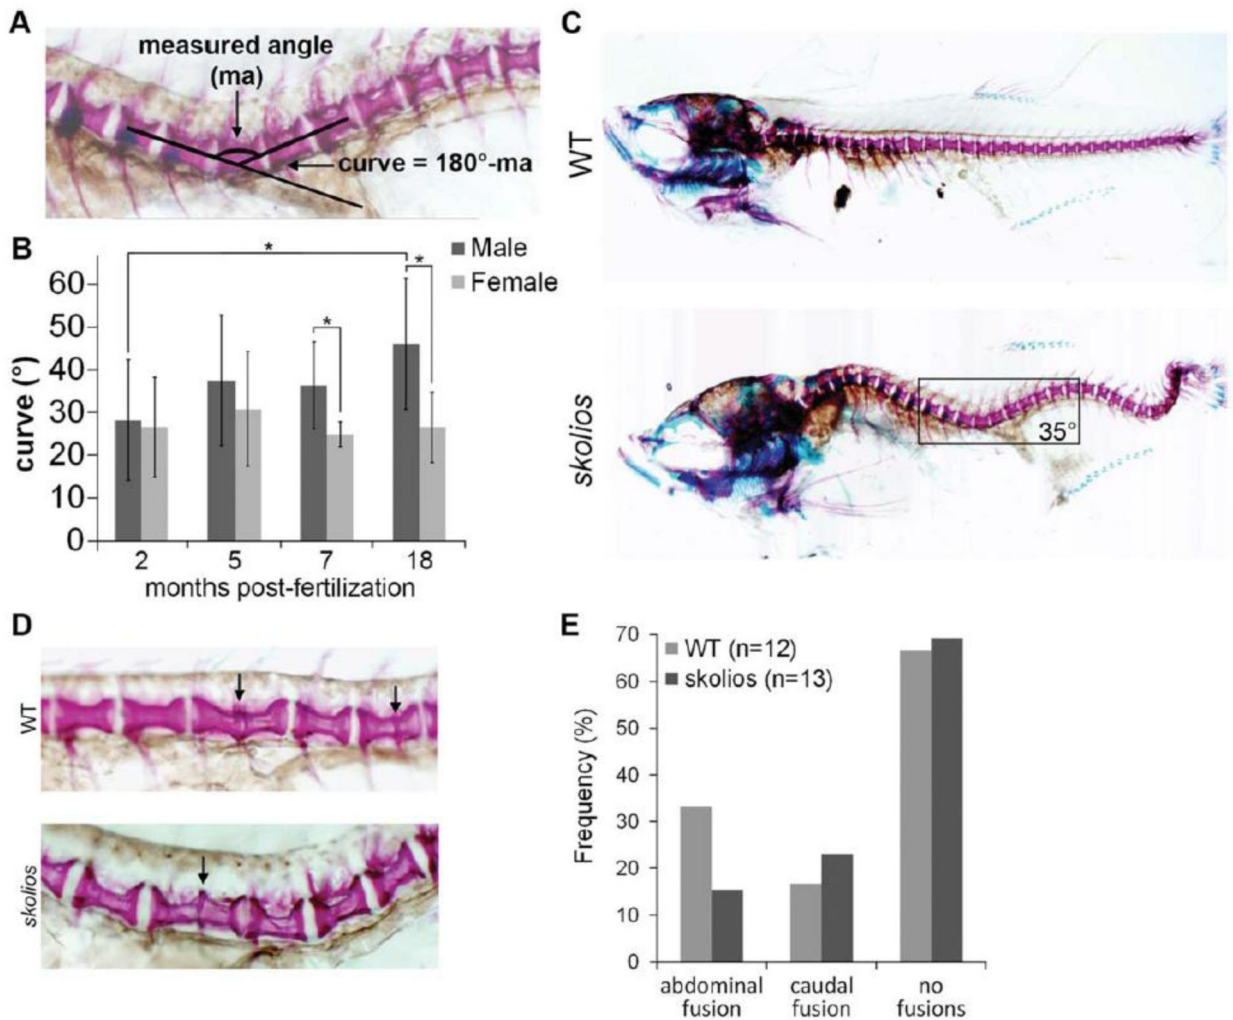 A
measured angle
(ma)
curve = 180°-ma
B
*
*
*
Male
Female
60
50
40
30
20
10
0
curve (°)
2 5 7 18
months post-fertilization
C
WT
skolios
35°
D
WT
skolios
E
WT (n=12)
skolios (n=13)
70
60
50
40
30
20
10
0
Frequency (%)
abdominal
fusion
caudal
fusion
no
fusions